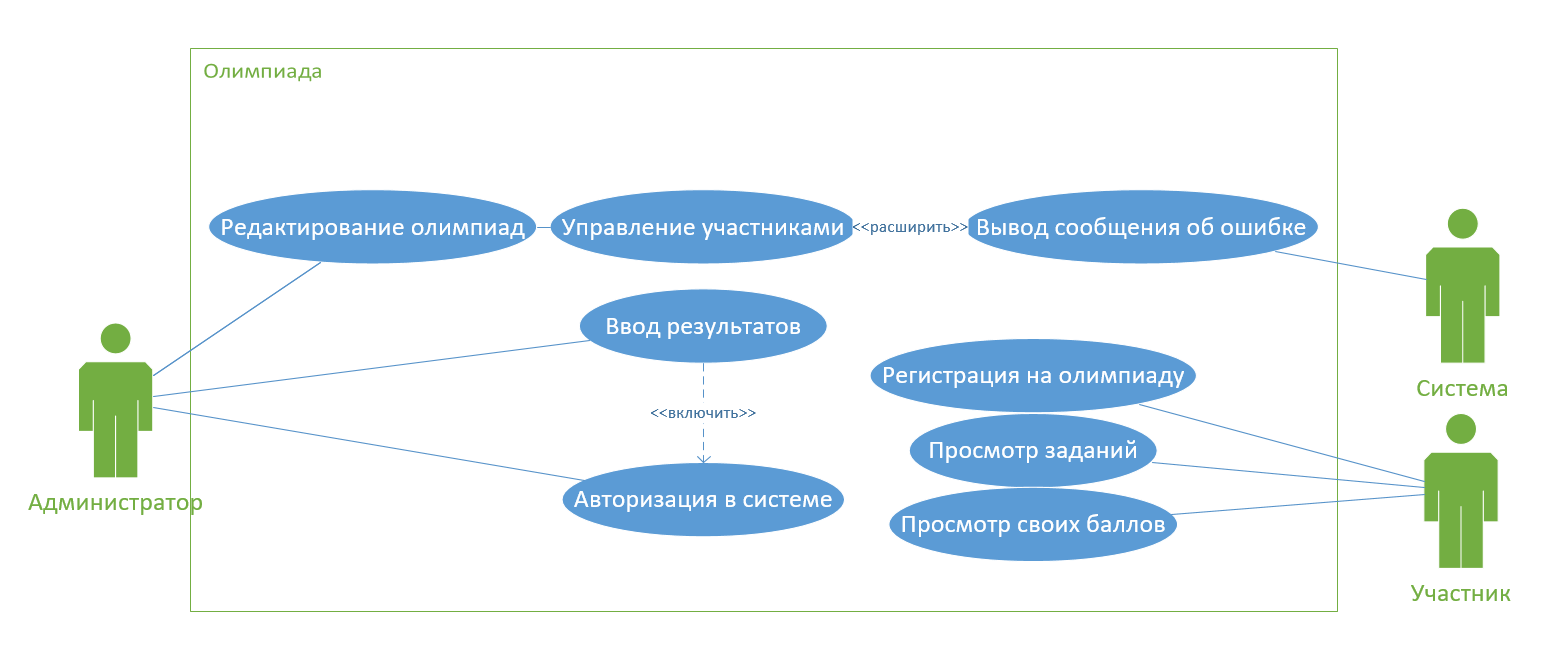 Олимпиада
Редактирование олимпиад
Управление участниками
<<расширить>>
Вывод сообщения об ошибке
Ввод результатов
<<включить>>
Авторизация в системе
Регистрация на олимпиаду
Просмотр заданий
Просмотр своих баллов
Администратор
Система
Участник